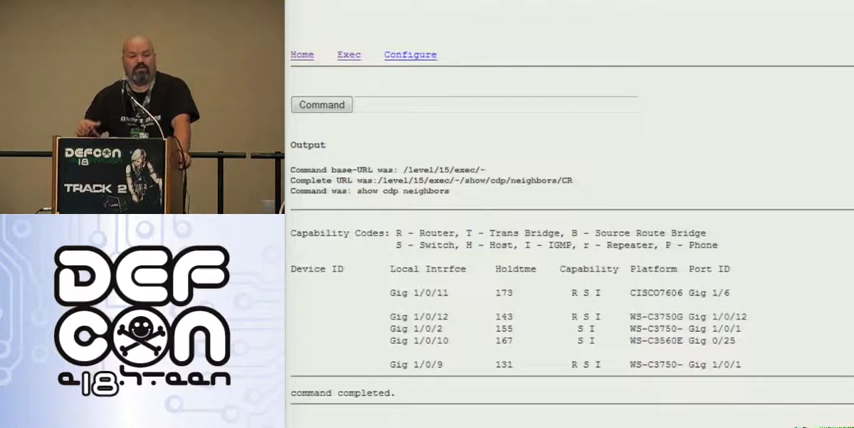 DEFCON
18
TRACK 2
DEF
CON
e18.hteen
Home Exec Configure
Command
Output
Command base-URL was: /level/15/exec/-
Complete URL was:/level/15/exec/-/show/cdp/neighbors/CR
Command was: show cdp neighbors
Capability Codes: R - Router, T - Trans Bridge, B - Source Route Bridge
S - Switch, H - Host, I - IGMP, r - Repeater, P - Phone
Device ID Local Intrfce Holdtme Capability Platform Port ID
Gig 1/0/11 173 R S I CISCO7606 Gig 1/6
Gig 1/0/12 143 R S I WS-C3750G Gig 1/0/12
Gig 1/0/2 155 S I WS-C3750- Gig 1/0/1
Gig 1/0/10 167 S I WS-C3560E Gig 0/25
Gig 1/0/9 131 R S I WS-C3750- Gig 1/0/1
command completed.